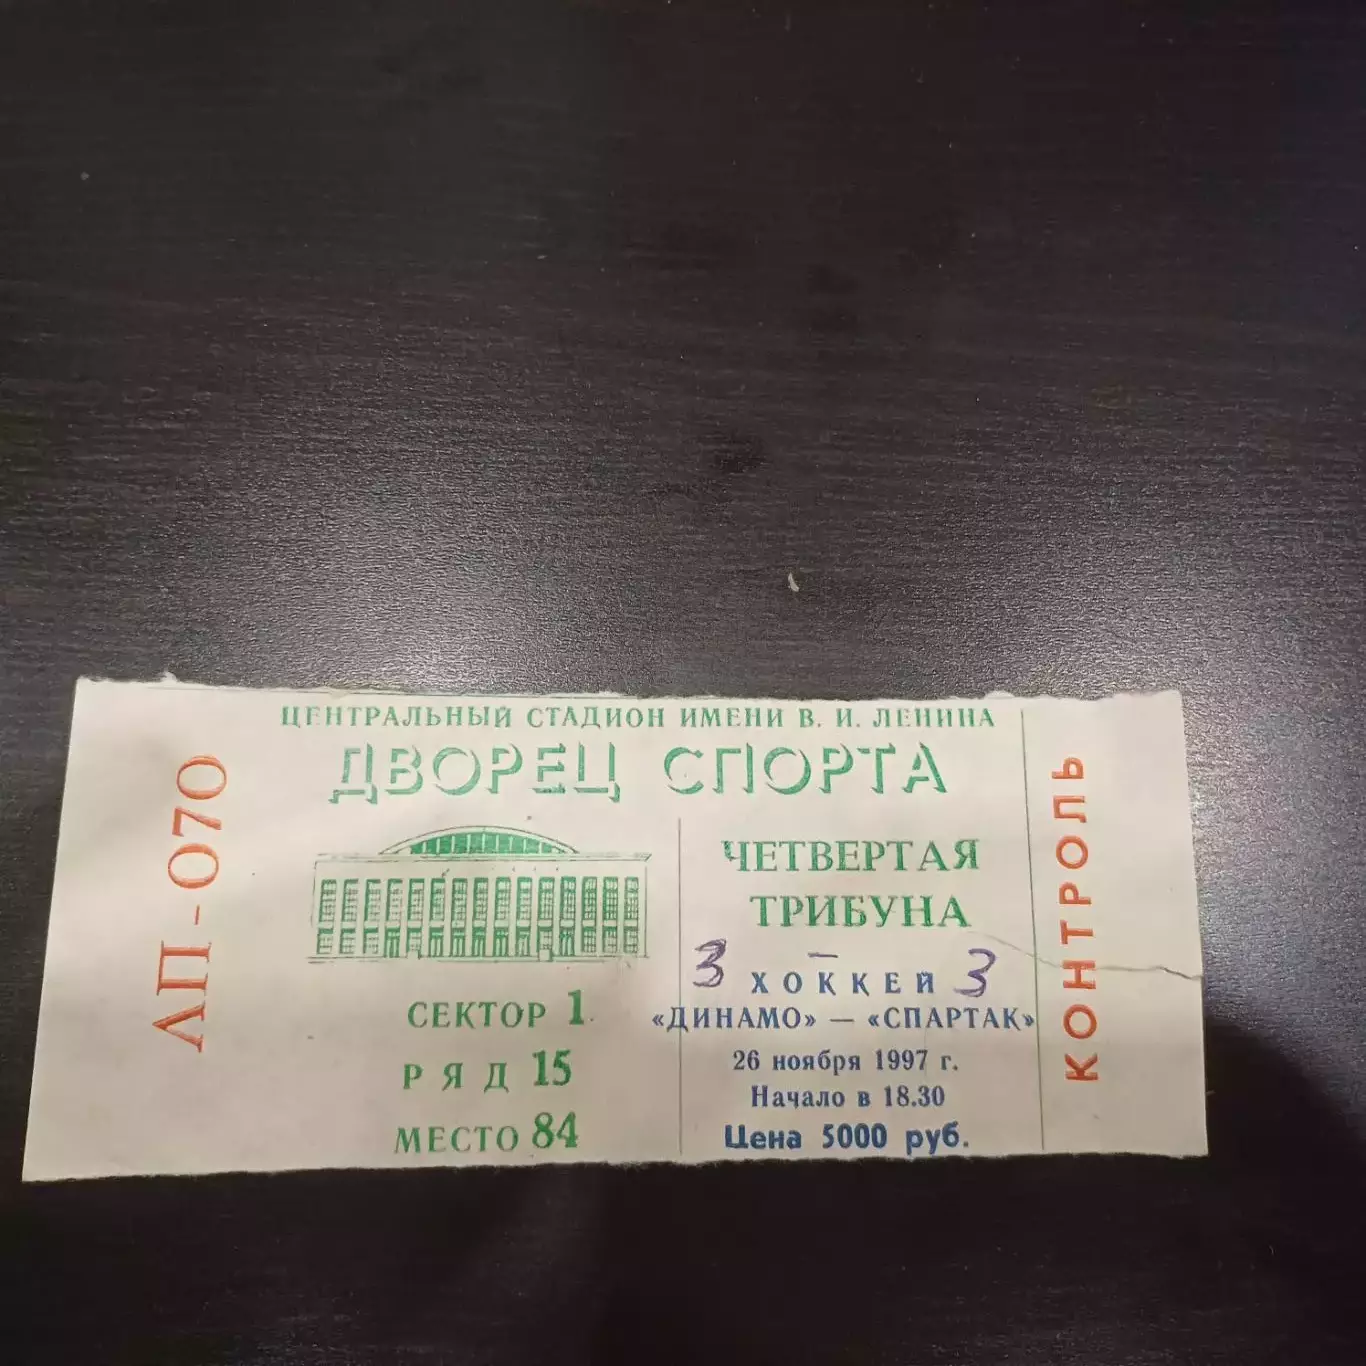 ЛП-070
ЦЕНТРАЛЬНЫЙ СТАДИОН ИМЕНИ В. И. ЛЕНИНА
ДВОРЕЦ СПОРТА
СЕКТОР 1
РЯД 15
МЕСТО 84
ЧЕТВЕРТАЯ
ТРИБУНА
3 – 3
ХОККЕЙ
«ДИНАМО» — «СПАРТАК»
26 ноября 1997 г.
Начало в 18.30
Цена 5000 руб.
КОНТРОЛЬ